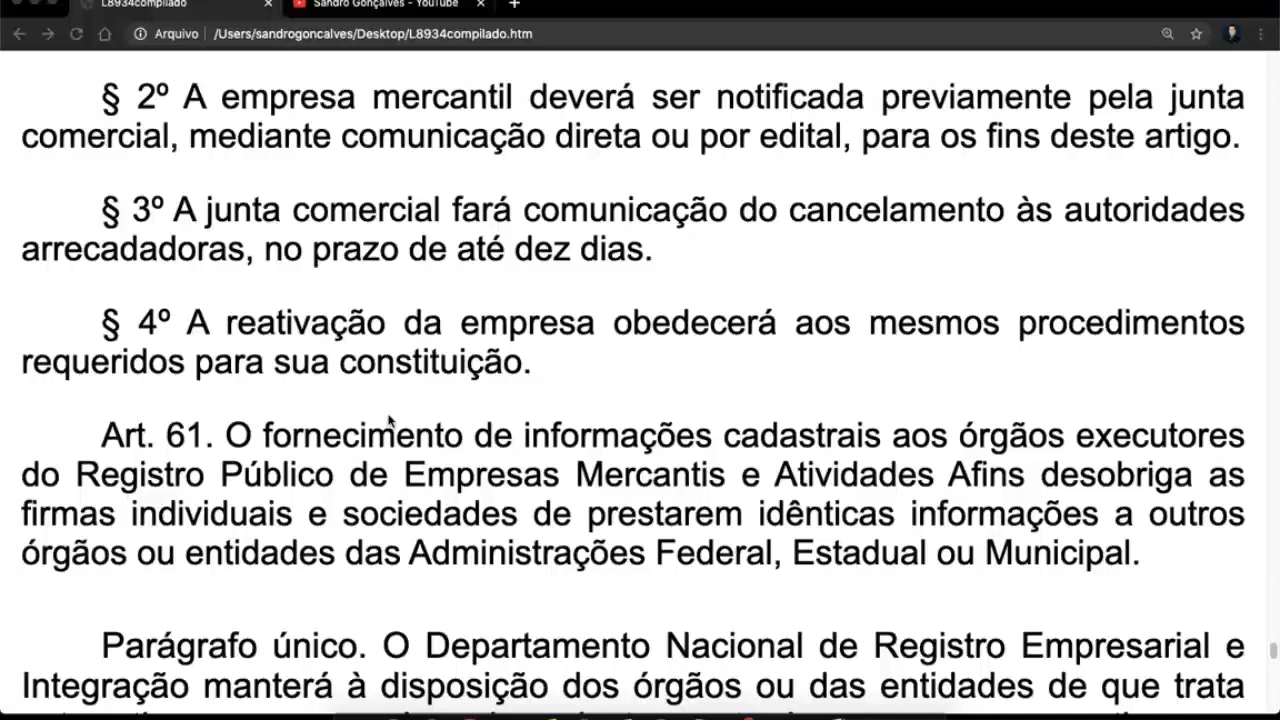 L8934compilado
Sandro Gonçalves - YouTube
Arquivo
/Users/sandrogoncalves/Desktop/L8934compilado.htm
§ 2º A empresa mercantil deverá ser notificada previamente pela junta
comercial, mediante comunicação direta ou por edital, para os fins deste artigo.
§ 3º A junta comercial fará comunicação do cancelamento às autoridades
arrecadadoras, no prazo de até dez dias.
§ 4º A reativação da empresa obedecerá aos mesmos procedimentos
requeridos para sua constituição.
Art. 61. O fornecimento de informações cadastrais aos órgãos executores
do Registro Público de Empresas Mercantis e Atividades Afins desobriga as
firmas individuais e sociedades de prestarem idênticas informações a outros
órgãos ou entidades das Administrações Federal, Estadual ou Municipal.
Parágrafo único. O Departamento Nacional de Registro Empresarial e
Integração manterá à disposição dos órgãos ou das entidades de que trata